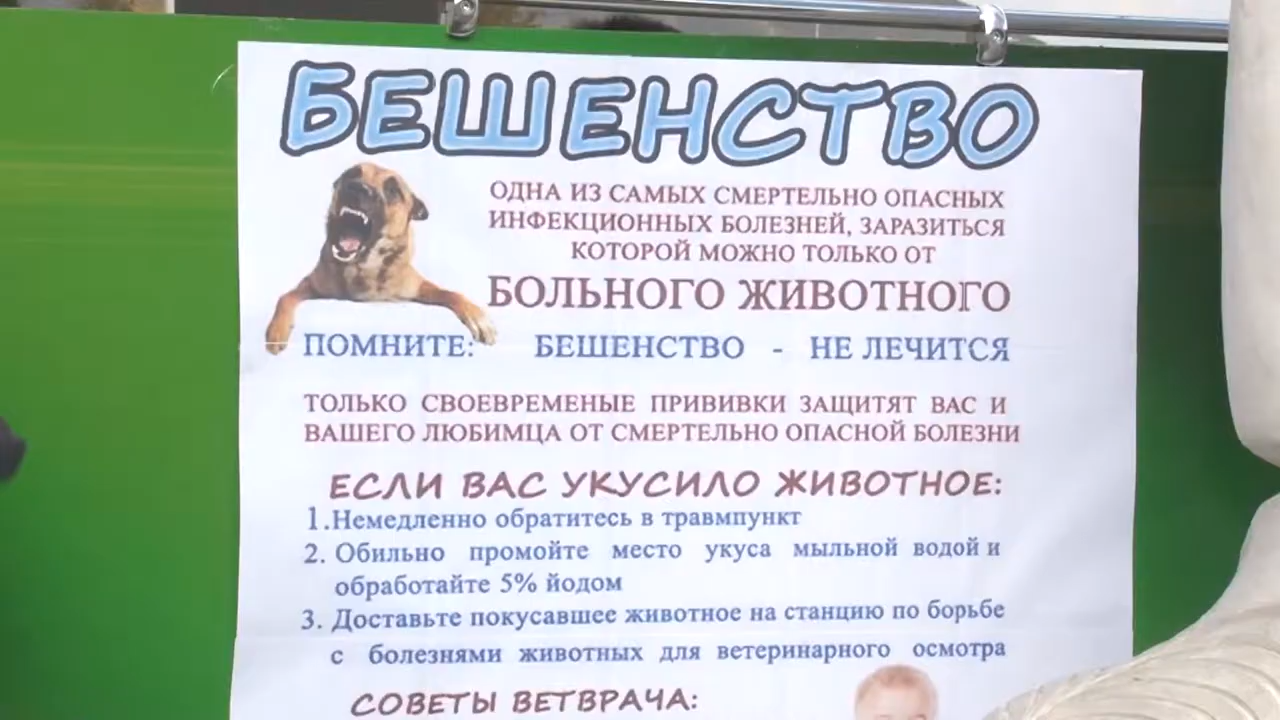 БЕШЕНСТВО
ОДНА ИЗ САМЫХ СМЕРТЕЛЬНО ОПАСНЫХ
ИНФЕКЦИОННЫХ БОЛЕЗНЕЙ, ЗАРАЗИТЬСЯ
КОТОРОЙ МОЖНО ТОЛЬКО ОТ
БОЛЬНОГО ЖИВОТНОГО
ПОМНИТЕ: БЕШЕНСТВО - НЕ ЛЕЧИТСЯ
ТОЛЬКО СВОЕВРЕМЕНЫЕ ПРИВИВКИ ЗАЩИТЯТ ВАС И
ВАШЕГО ЛЮБИМЦА ОТ СМЕРТЕЛЬНО ОПАСНОЙ БОЛЕЗНИ
ЕСЛИ ВАС УКУСИЛО ЖИВОТНОЕ:
1.Немедленно обратитесь в травмпункт
2. Обильно промойте место укуса мыльной водой и
обработайте 5% йодом
3. Доставьте покусавшее животное на станцию по борьбе
с болезнями животных для ветеринарного осмотра
СОВЕТЫ ВЕТВРАЧА: